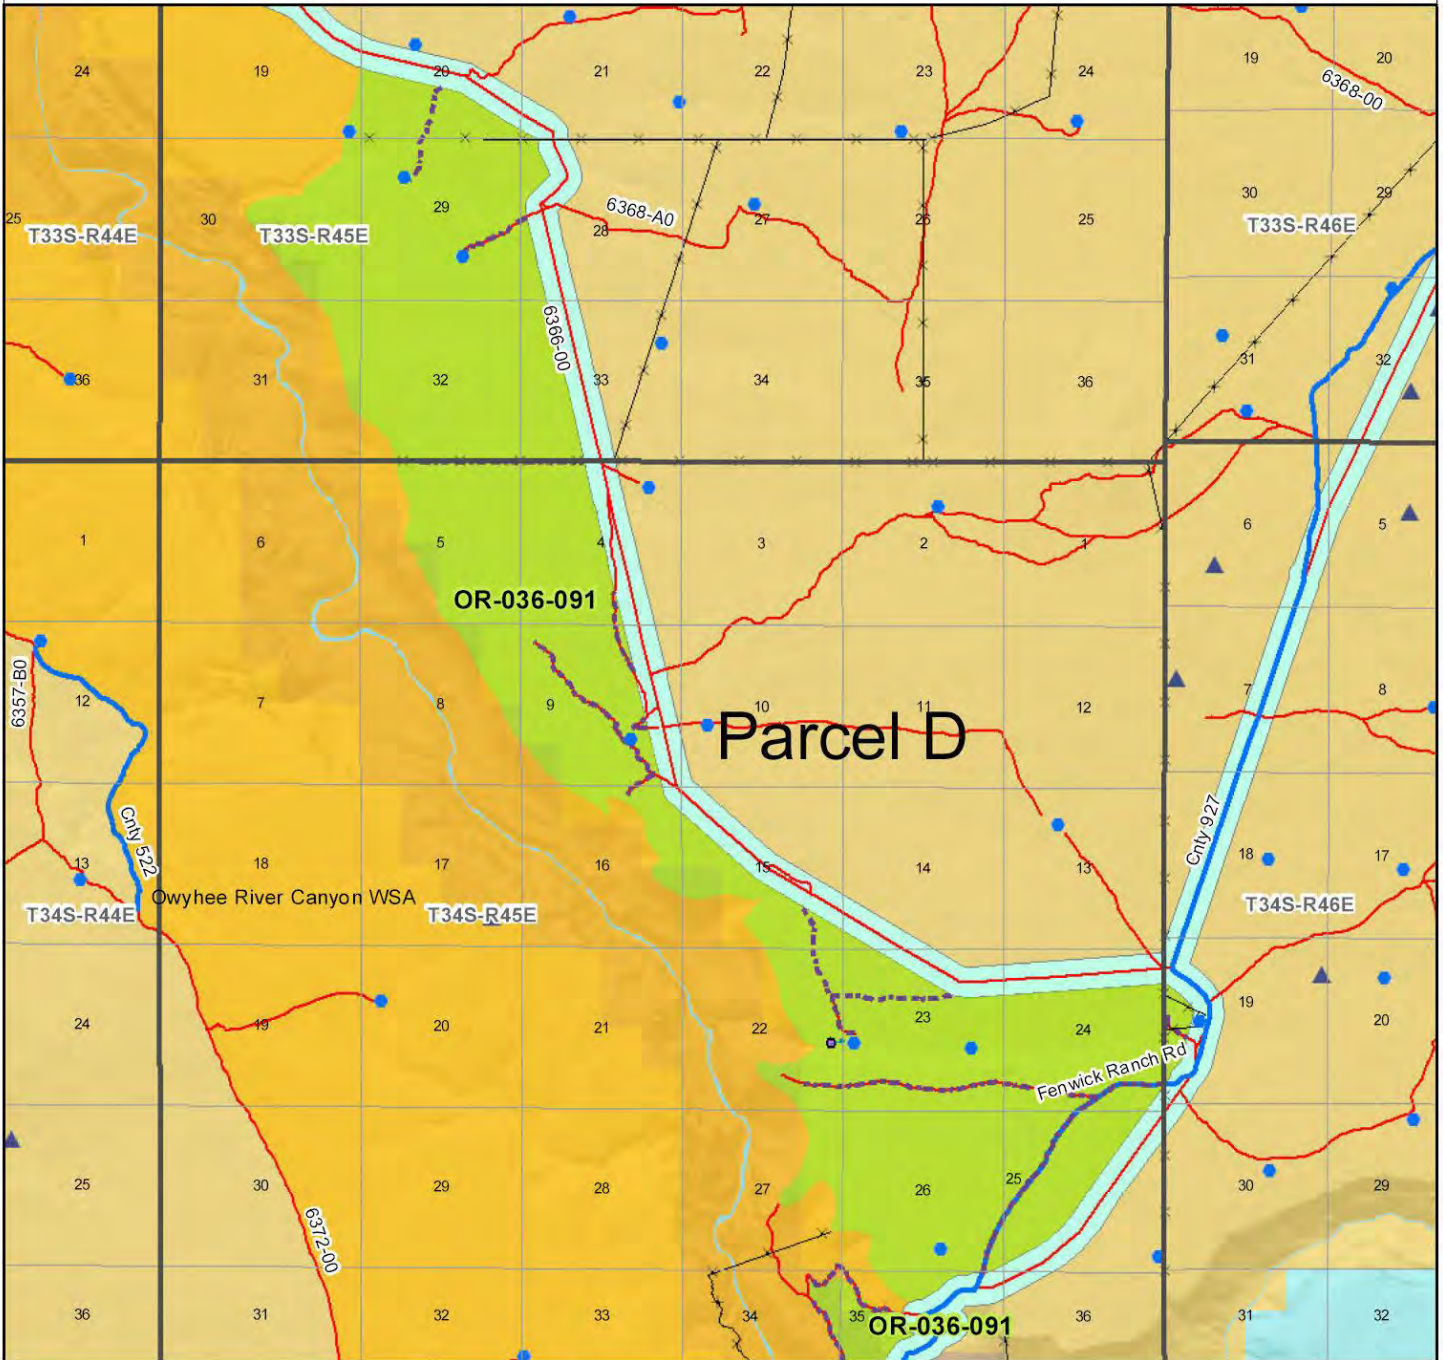 24 19 20 21 22 23 24 19 20
6368-00
25 30 29 28 27 26 25 30 29
T33S-R44E T33S-R45E T33S-R46E
6368-A0
6366-00
36 31 32 33 34 35 36 31 32
1 6 5 4 3 2 1 6 5
OR-036-091
6357-B0
12 7 8 9 10 11 12 7 8
Parcel D
Cnty 522
Cnty 927
13 18 17 16 15 14 13 18 17
Owyhee River Canyon WSA
T34S-R44E T34S-R45E T34S-R46E
24 19 20 21 22 23 24 19 20
Fenwick Ranch Rd
25 30 29 28 27 26 25 30 29
6372-00
36 31 32 33 34 35 36 31 32
OR-036-091